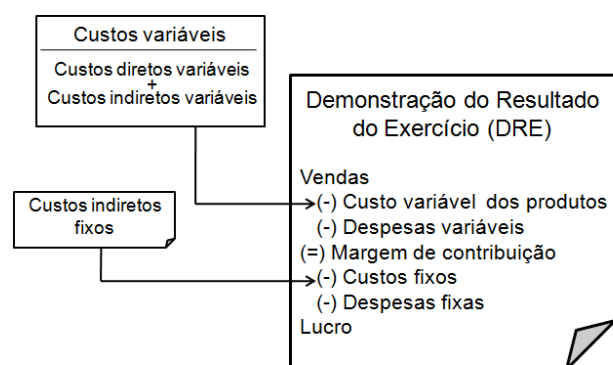 Custos variáveis
Custos diretos variáveis
+
Custos indiretos variáveis
Custos indiretos
fixos
Demonstração do Resultado
do Exercício (DRE)
Vendas
(-) Custo variável dos produtos
(-) Despesas variáveis
(=) Margem de contribuição
(-) Custos fixos
(-) Despesas fixas
Lucro